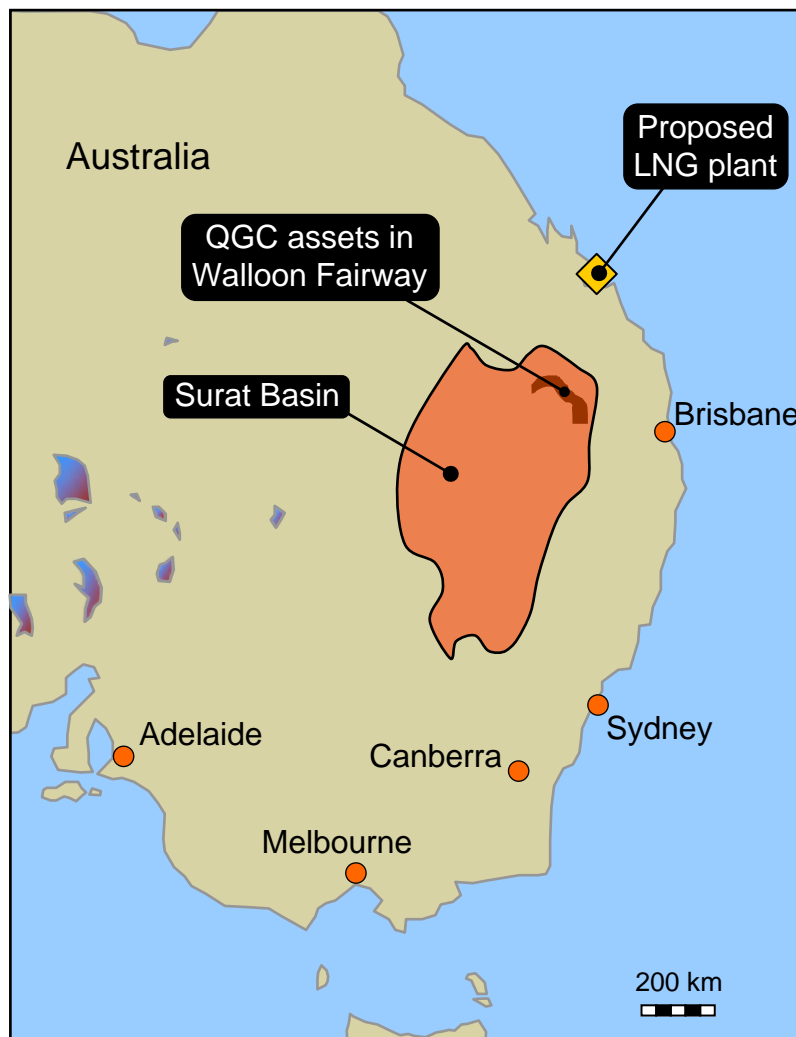 Proposed
LNG plant
Australia
QGC assets in
Walloon Fairway
Surat Basin
Brisbane
Adelaide
Sydney
Canberra
Melbourne
200 km